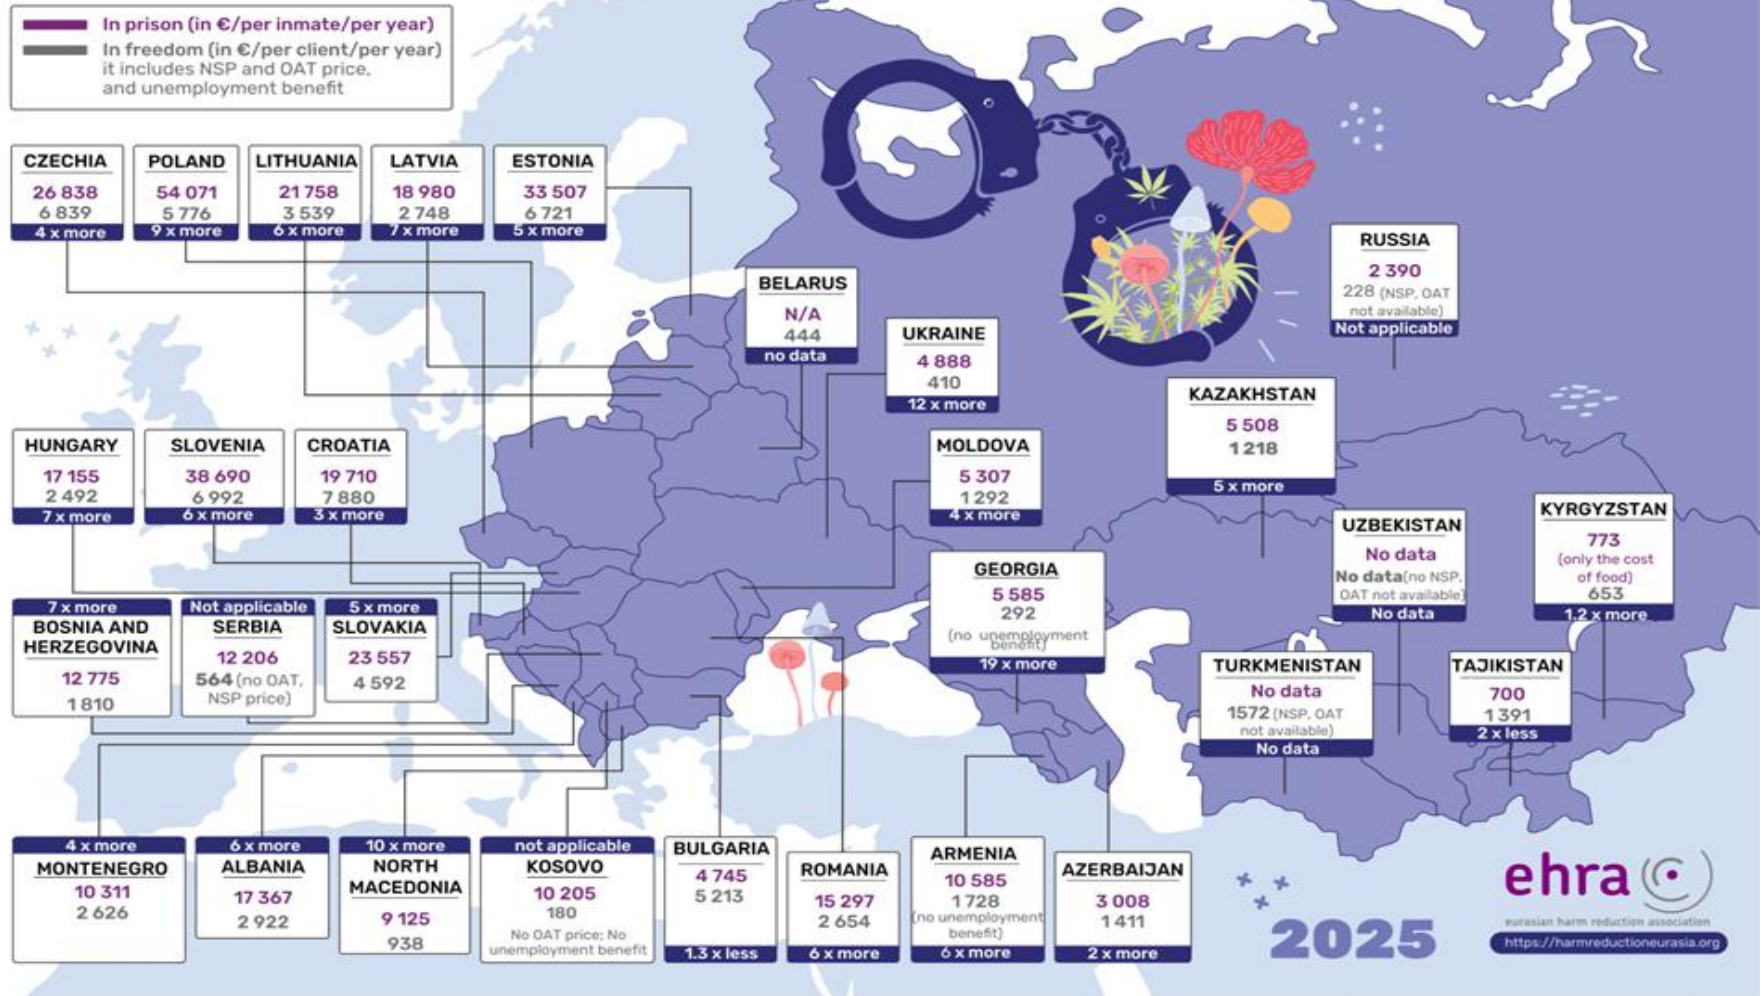 In prison (in €/per inmate/per year)
In freedom (in €/per client/per year)
it includes NSP and OAT price,
and unemployment benefit
CZECHIA
26 838
6 839
4 x more
POLAND
54 071
5 776
9 x more
LITHUANIA
21 758
3 539
6 x more
LATVIA
18 980
2 748
7 x more
ESTONIA
33 507
6 721
5 x more
BELARUS
N/A
444
no data
UKRAINE
4 888
410
12 x more
RUSSIA
2 390
228 (NSP, OAT
not available)
Not applicable
KAZAKHSTAN
5 508
1 218
5 x more
HUNGARY
17 155
2 492
7 x more
SLOVENIA
38 690
6 992
6 x more
CROATIA
19 710
7 880
3 x more
MOLDOVA
5 307
1 292
4 x more
UZBEKISTAN
No data
No data(no NSP,
OAT not available)
No data
KYRGYZSTAN
773
(only the cost
of food)
653
1.2 x more
GEORGIA
5 585
292
(no unemployment
benefit)
19 x more
7 x more
BOSNIA AND
HERZEGOVINA
12 775
1 810
Not applicable
SERBIA
12 206
564 (no OAT,
NSP price)
5 x more
SLOVAKIA
23 557
4 592
TURKMENISTAN
No data
1572 (NSP, OAT
not available)
No data
TAJIKISTAN
700
1 391
2 x less
4 x more
MONTENEGRO
10 311
2 626
6 x more
ALBANIA
17 367
2 922
10 x more
NORTH
MACEDONIA
9 125
938
not applicable
KOSOVO
10 205
180
No OAT price; No
unemployment benefit
BULGARIA
4 745
5 213
1.3 x less
ROMANIA
15 297
2 654
6 x more
ARMENIA
10 585
1 728
(no unemployment
benefit)
6 x more
AZERBAIJAN
3 008
1 411
2 x more
2025
ehra
eurasian harm reduction association
https://harmreductioneurasia.org